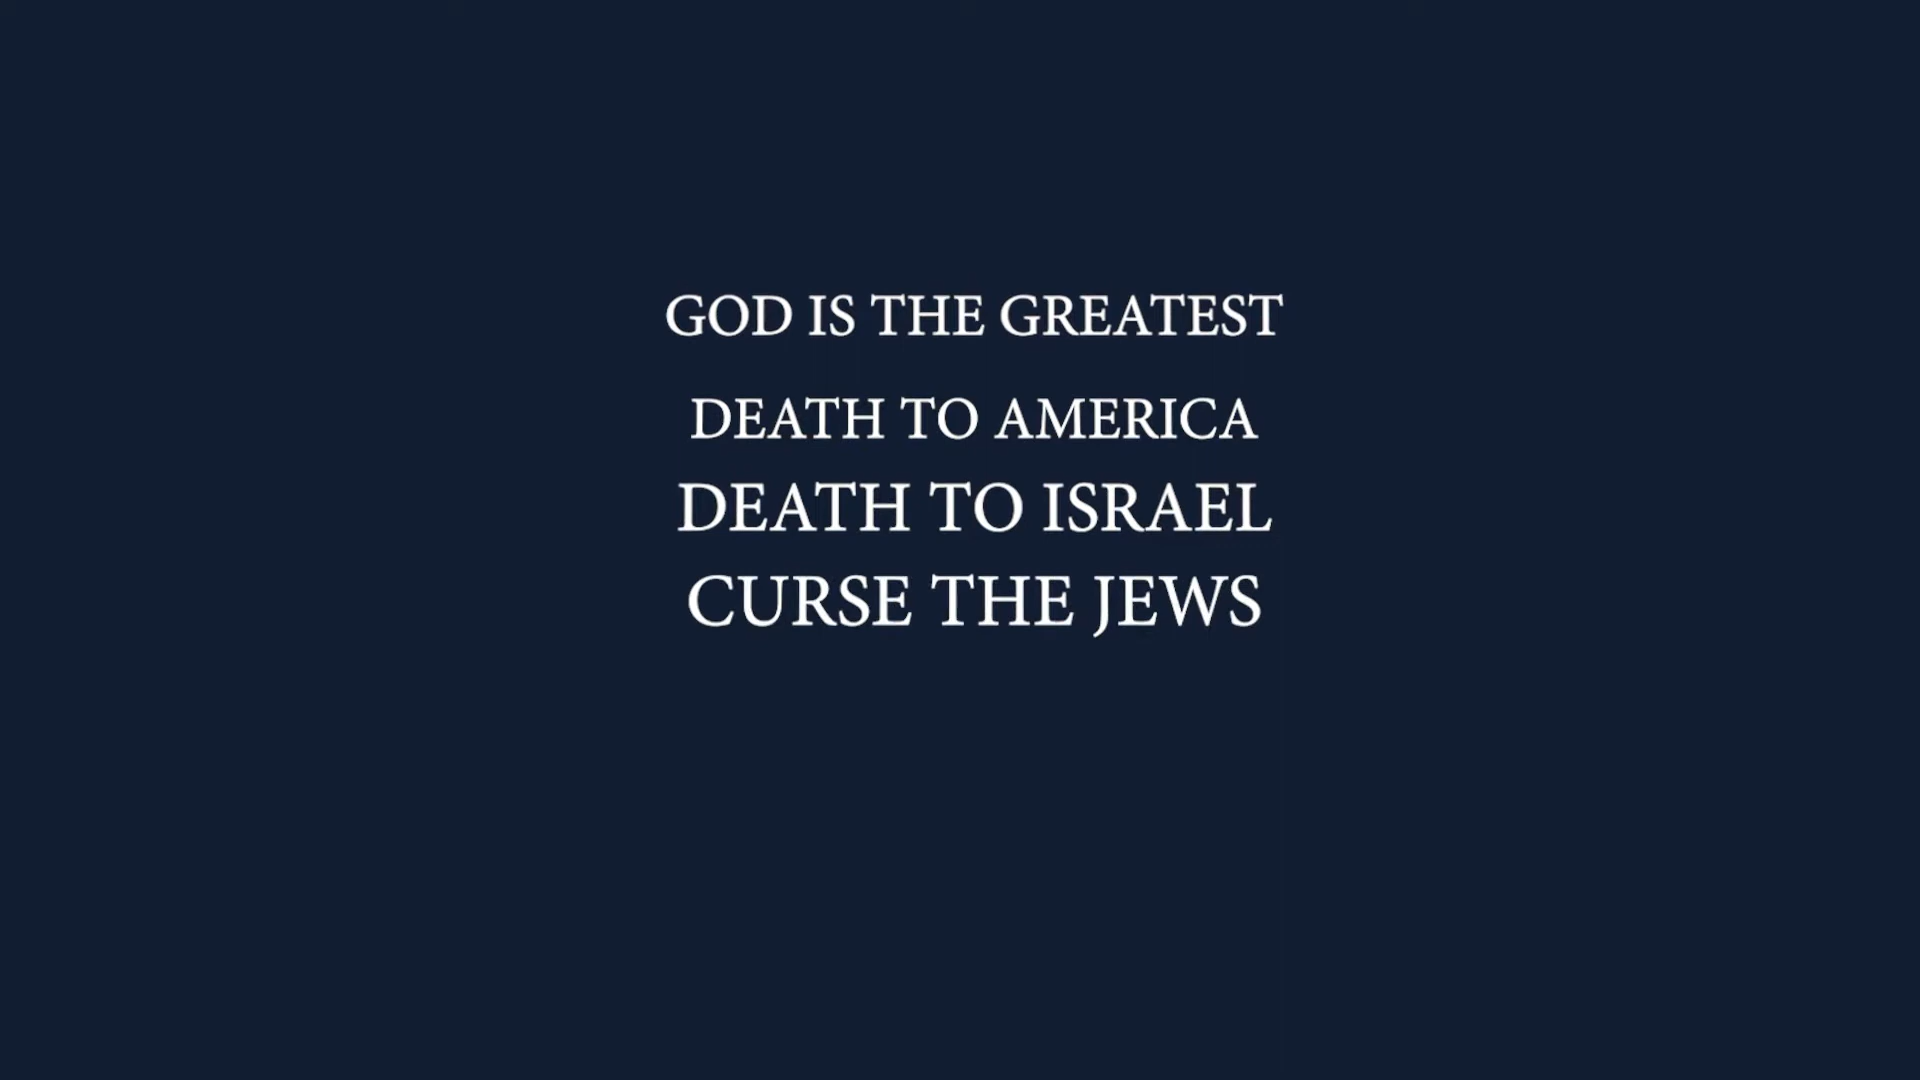 GOD IS THE GREATEST
DEATH TO AMERICA
DEATH TO ISRAEL
CURSE THE JEWS